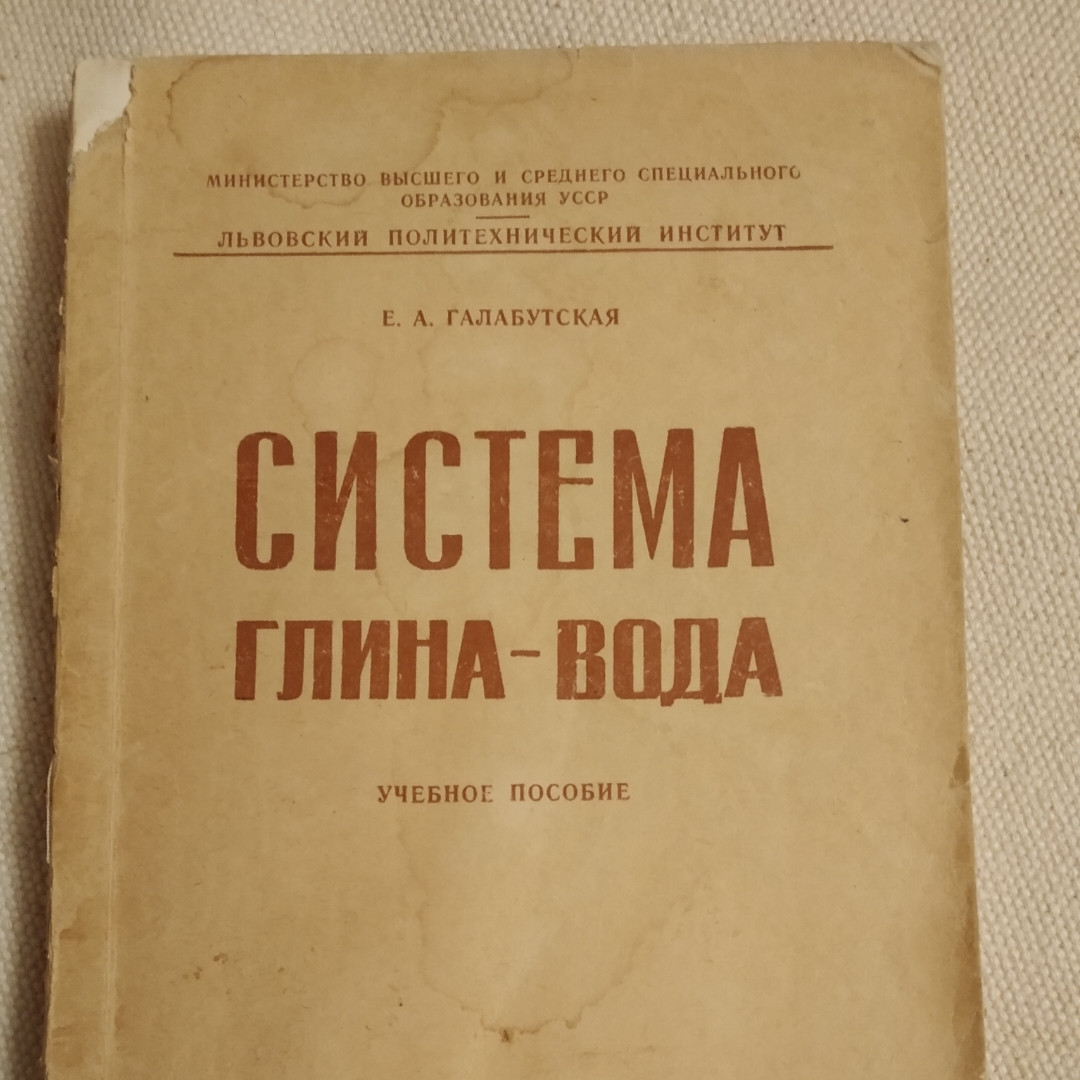 МИНИСТЕРСТВО ВЫСШЕГО И СРЕДНЕГО СПЕЦИАЛЬНОГО
ОБРАЗОВАНИЯ УССР
ЛЬВОВСКИЙ ПОЛИТЕХНИЧЕСКИЙ ИНСТИТУТ
Е. А. ГАЛАБУТСКАЯ
СИСТЕМА
ГЛИНА-ВОДА
УЧЕБНОЕ ПОСОБИЕ